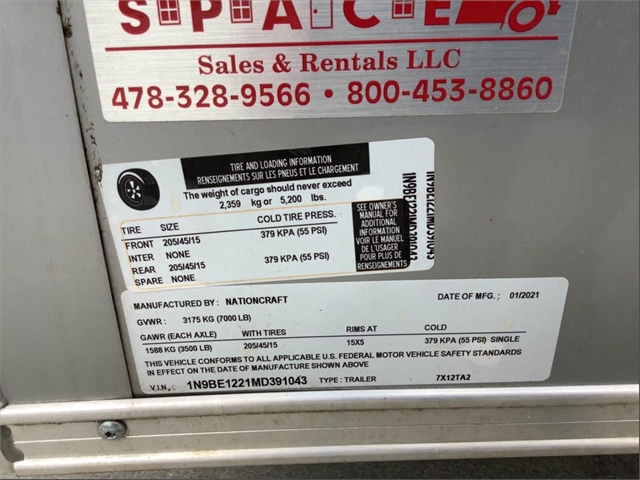 SPACE
Sales & Rentals LLC
478-328-9566 • 800-453-8860
TIRE AND LOADING INFORMATION
RENSEIGNEMENTS SUR LES PNEUS ET LE CHARGEMENT
The weight of cargo should never exceed
2,359 kg or 5,200 lbs.
TIRE SIZE COLD TIRE PRESS.
FRONT 205/45/15 379 KPA (55 PSI)
INTER NONE
REAR 205/45/15 379 KPA (55 PSI)
SPARE NONE
SEE OWNER'S
MANUAL FOR
ADDITIONAL
INFORMATION
VOIR LE MANUEL
DE L'USAGER
POUR PLUS DE
RENSEIGNEMENTS
1N9BE1221MD391043
MANUFACTURED BY : NATIONCRAFT DATE OF MFG ; 01/2021
GVWR : 3175 KG (7000 LB)
GAWR (EACH AXLE) WITH TIRES RIMS AT COLD
1588 KG (3500 LB) 205/45/15 15X5 379 KPA (55 PSI) SINGLE
THIS VEHICLE CONFORMS TO ALL APPLICABLE U.S. FEDERAL MOTOR VEHICLE SAFETY STANDARDS
IN EFFECT ON THE DATE OF MANUFACTURE SHOWN ABOVE
V.I.N. 1N9BE1221MD391043 TYPE : TRAILER 7X12TA2